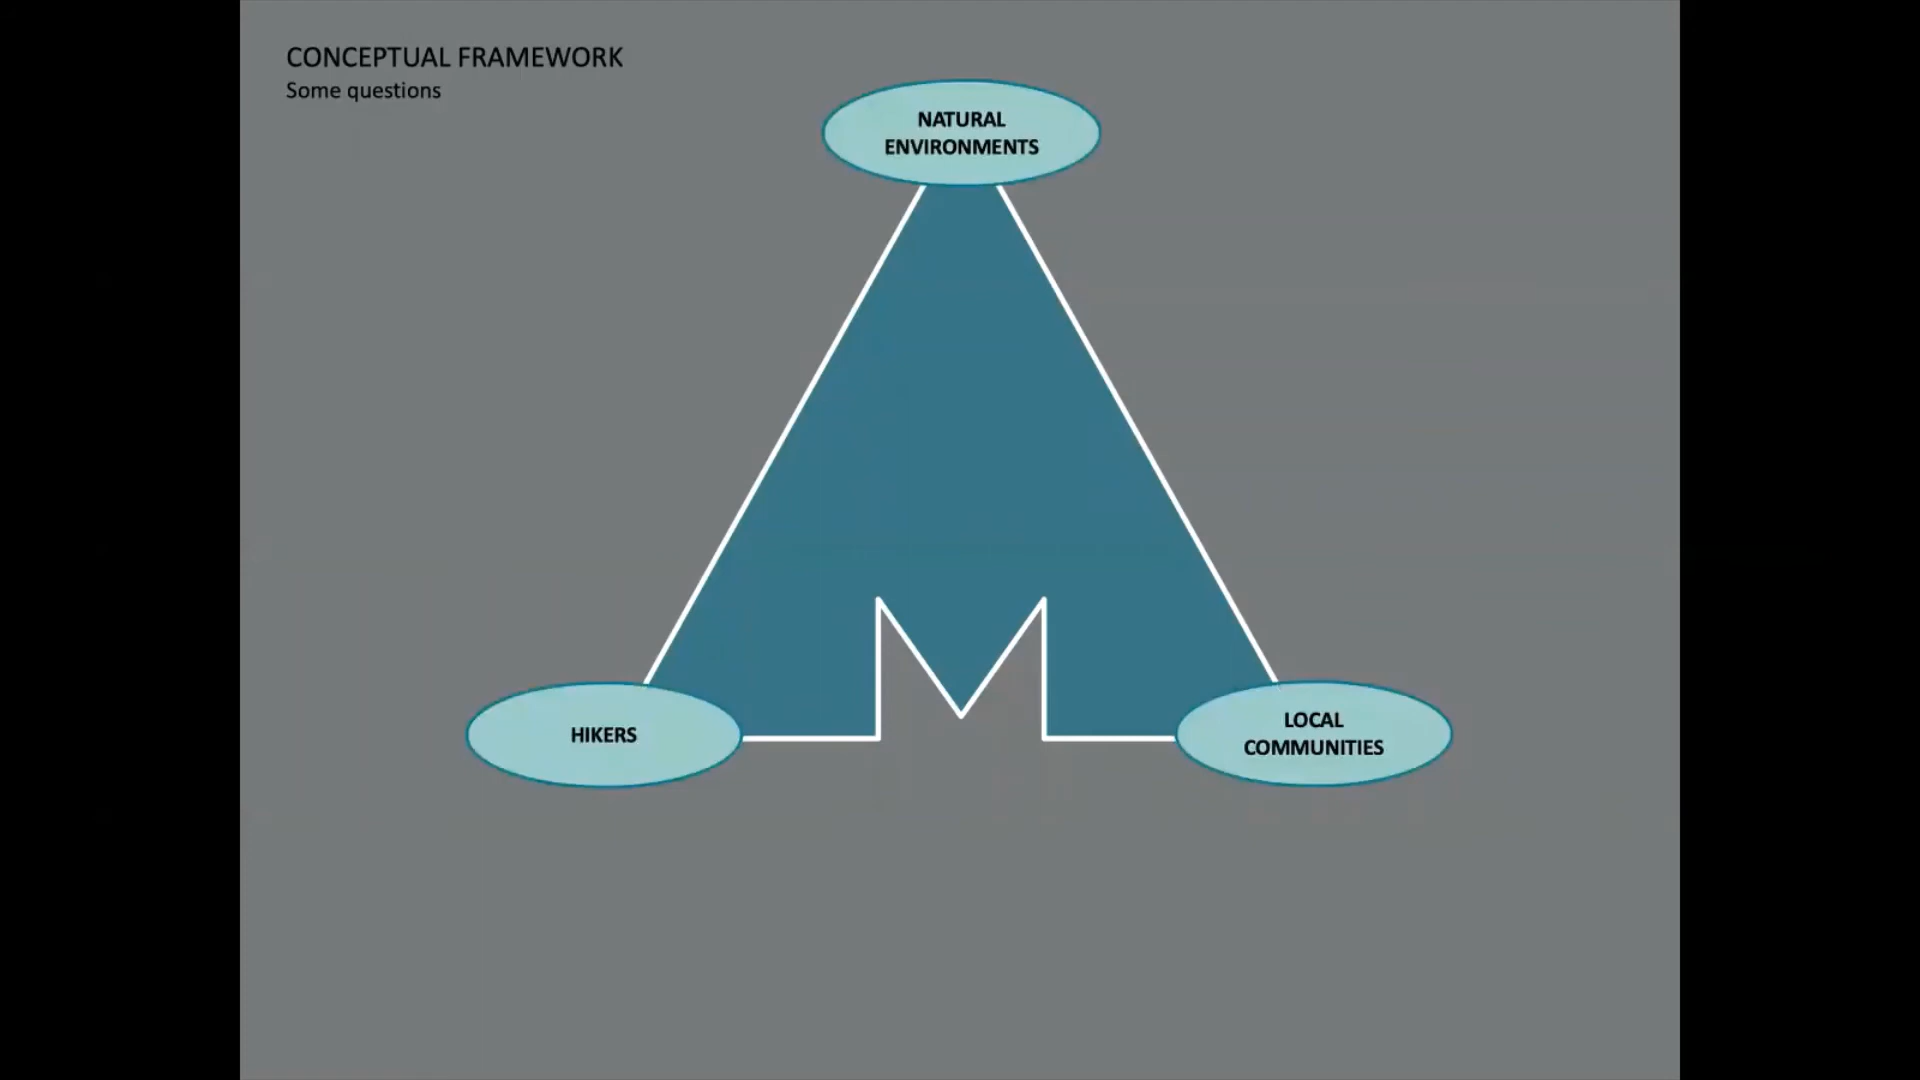 CONCEPTUAL FRAMEWORK
Some questions
NATURAL
ENVIRONMENTS
HIKERS
LOCAL
COMMUNITIES